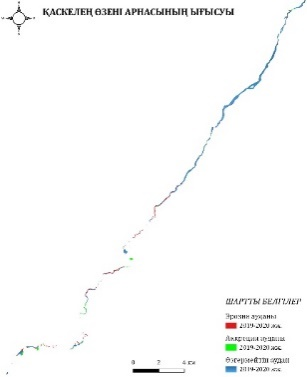 ҚАСКЕЛЕҢ ӨЗЕНІ АРНАСЫНЫҢ ЫҒЫСУЫ
ШАРТТЫ БЕЛГІЛЕР
Эрозия ауданы
2019-2020 жж.
Аккреция ауданы
2019-2020 жж.
Өзгермейтін аудан
2019-2020 жж.
0 2 4 км